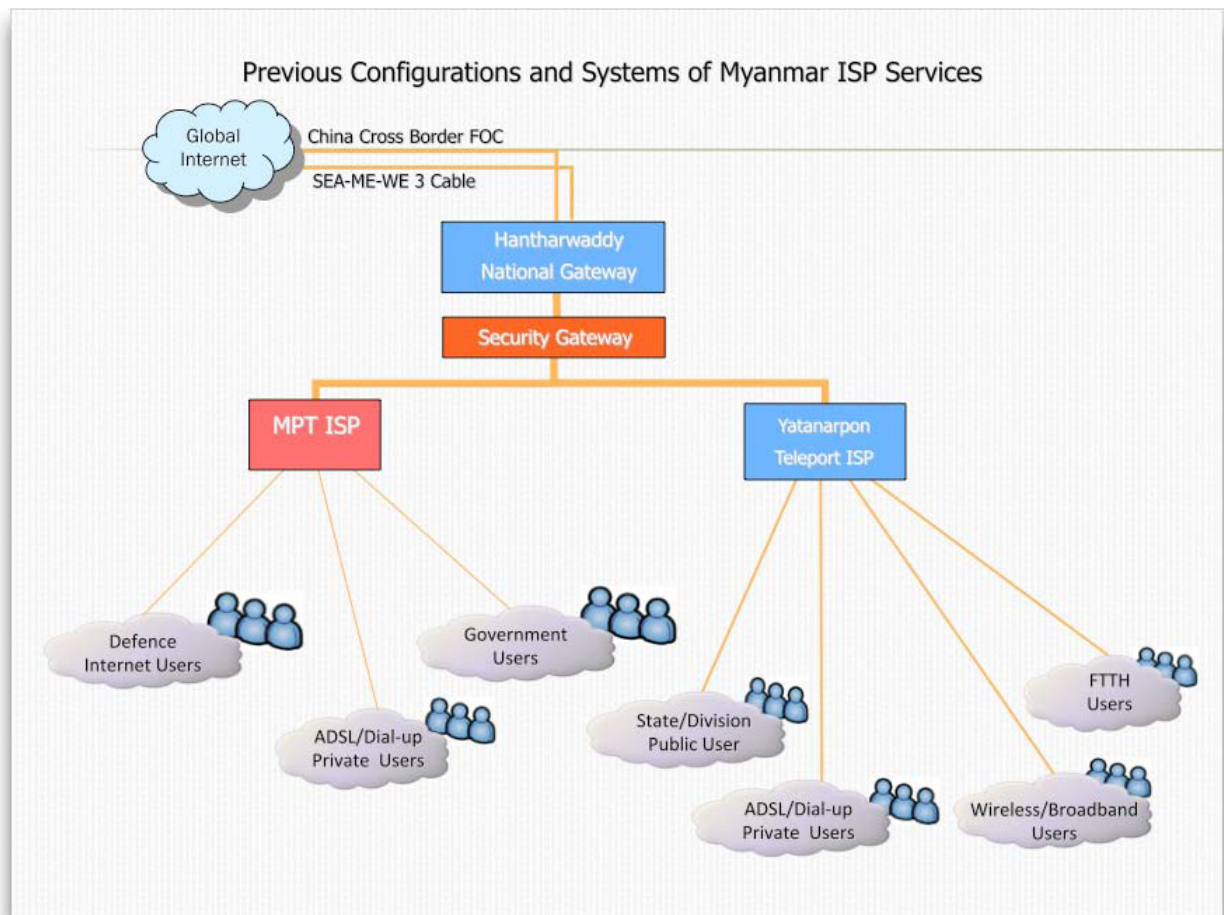 Previous Configurations and Systems of Myanmar ISP Services
Global
Internet
China Cross Border FOC
SEA-ME-WE 3 Cable
Hantharwaddy
National Gateway
Security Gateway
MPT ISP
Yatanarpon
Teleport ISP
Defence
Internet Users
Government
Users
ADSL/Dial-up
Private Users
State/Division
Public User
FTTH
Users
ADSL/Dial-up
Private Users
Wireless/Broadband
Users